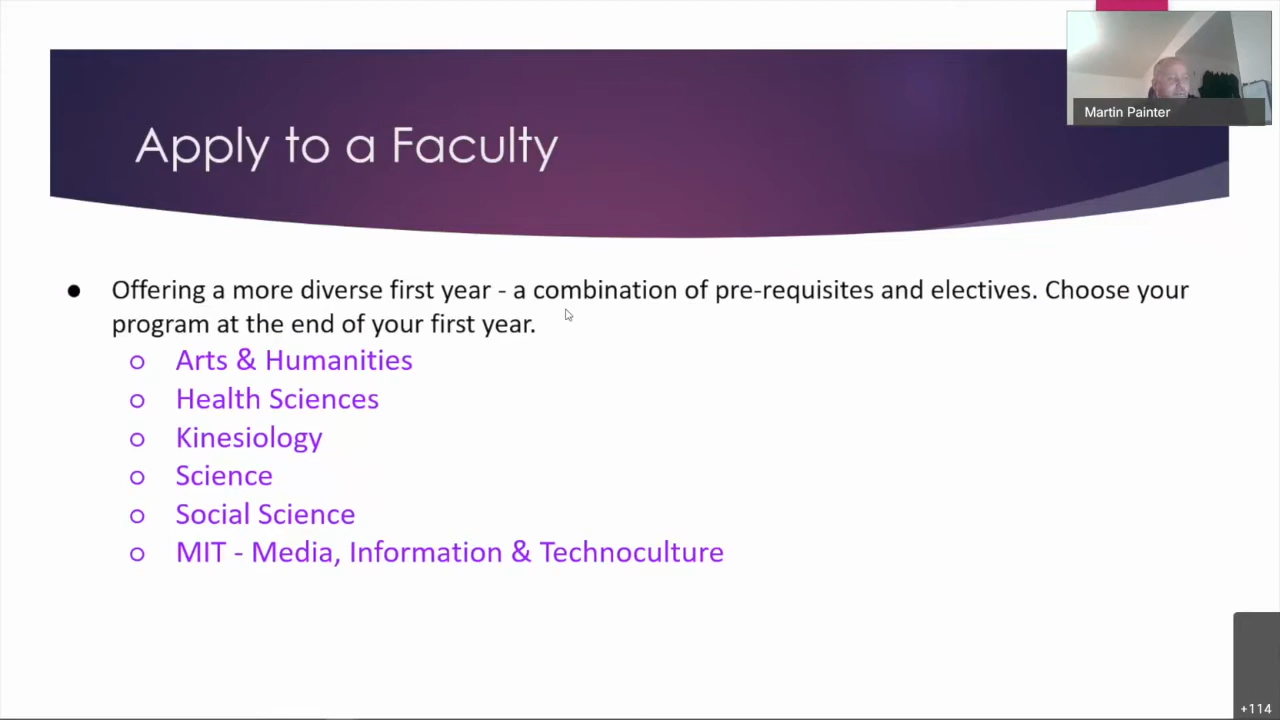 Martin Painter
Apply to a Faculty
● Offering a more diverse first year - a combination of pre-requisites and electives. Choose your
program at the end of your first year.
○ Arts & Humanities
○ Health Sciences
○ Kinesiology
○ Science
○ Social Science
○ MIT - Media, Information & Technoculture
+114